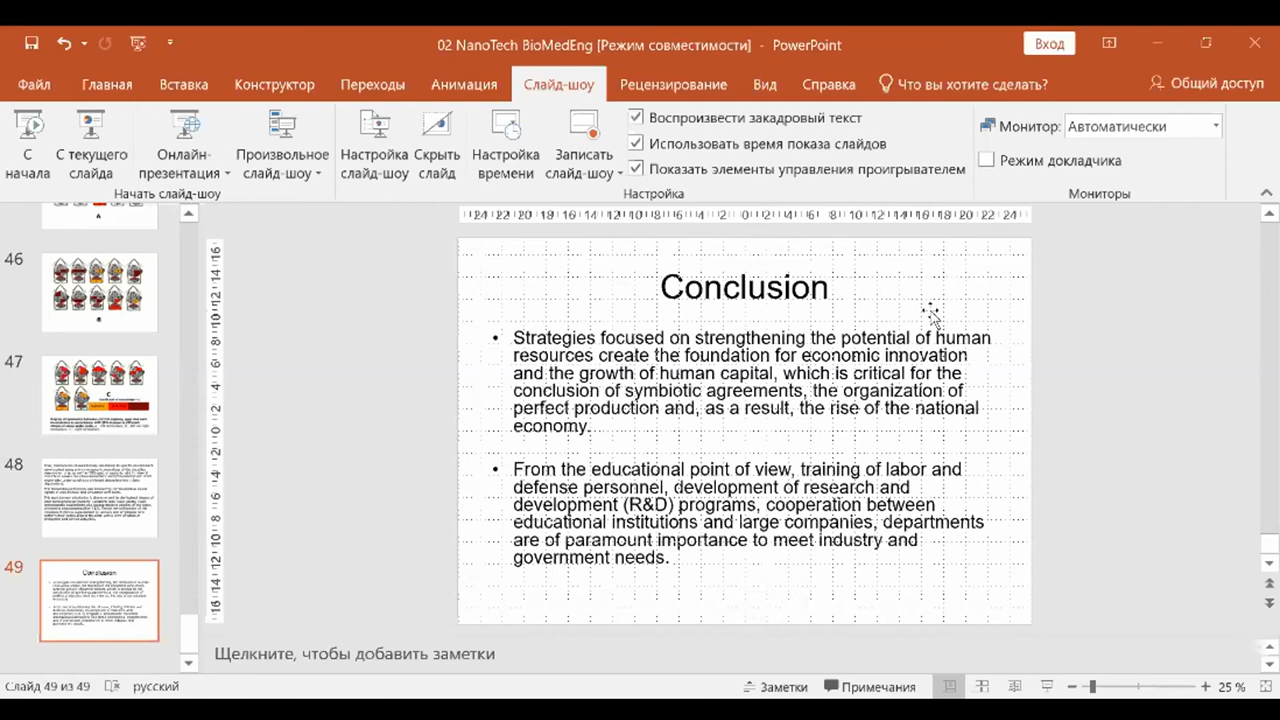 02 NanoTech BioMedEng [Режим совместимости] - PowerPoint
Вход
Файл
Главная
Вставка
Конструктор
Переходы
Анимация
Слайд-шоу
Рецензирование
Вид
Справка
Что вы хотите сделать?
Общий доступ
С начала
С текущего слайда
Онлайн-презентация
Произвольное слайд-шоу
Начать слайд-шоу
Настройка слайд-шоу
Скрыть слайд
Настройка времени
Записать слайд-шоу
Воспроизвести закадровый текст
Использовать время показа слайдов
Показать элементы управления проигрывателем
Настройка
Монитор: Автоматически
Режим докладчика
Мониторы
46
47
48
49
Conclusion
• Strategies focused on strengthening the potential of human
resources create the foundation for economic innovation
and the growth of human capital, which is critical for the
conclusion of symbiotic agreements, the organization of
perfect production and, as a result, the rise of the national
economy.
• From the educational point of view, training of labor and
defense personnel, development of research and
development (R&D) programs, cooperation between
educational institutions and large companies, departments
are of paramount importance to meet industry and
government needs.
Щелкните, чтобы добавить заметки
Слайд 49 из 49
русский
Заметки
Примечания
25 %